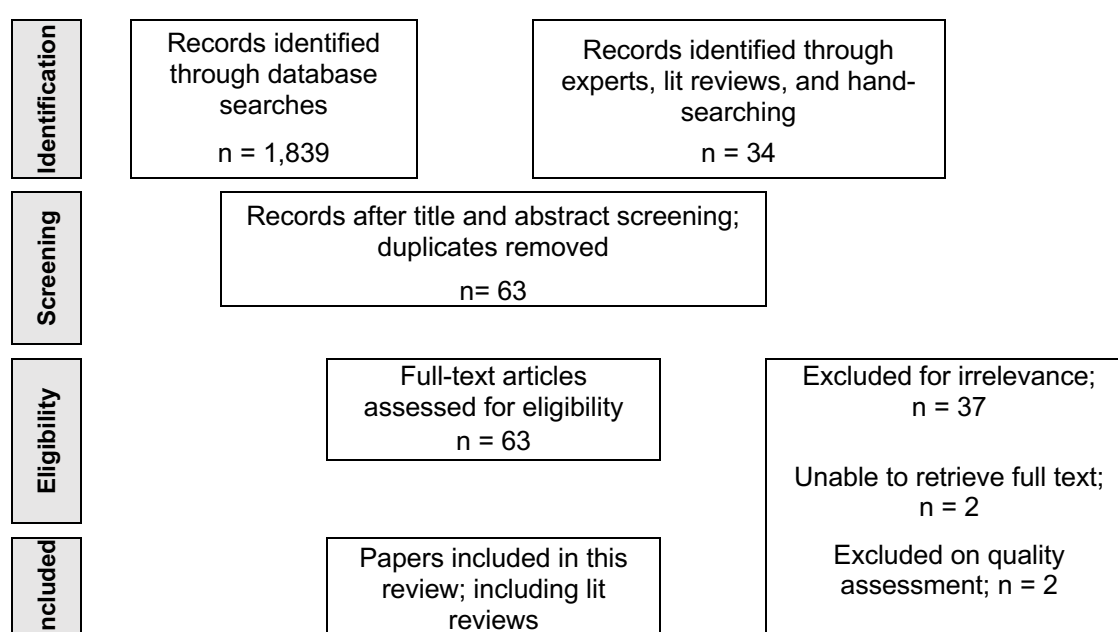 Identification
Records identified
through database
searches
n = 1,839
Records identified through
experts, lit reviews, and hand-
searching
n = 34
Screening
Records after title and abstract screening;
duplicates removed
n= 63
Eligibility
Full-text articles
assessed for eligibility
n = 63
Excluded for irrelevance;
n = 37
Unable to retrieve full text;
n = 2
Excluded on quality
assessment; n = 2
ncluded
Papers included in this
review; including lit
reviews